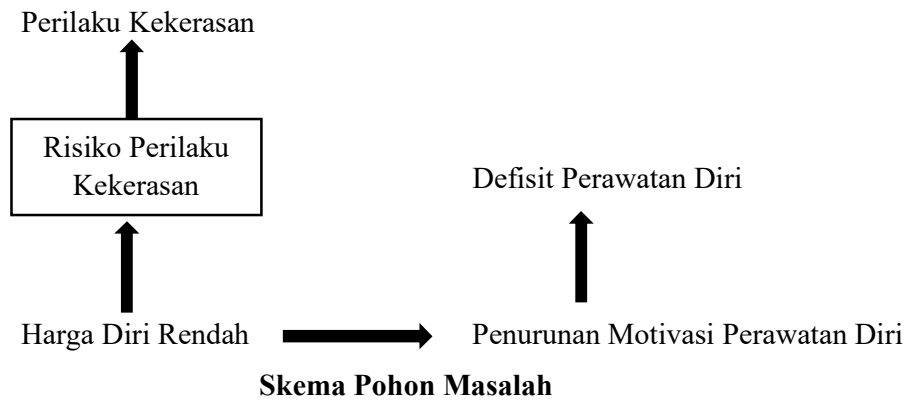 Perilaku Kekerasan
Risiko Perilaku
Kekerasan
Defisit Perawatan Diri
Harga Diri Rendah
Penurunan Motivasi Perawatan Diri
Skema Pohon Masalah